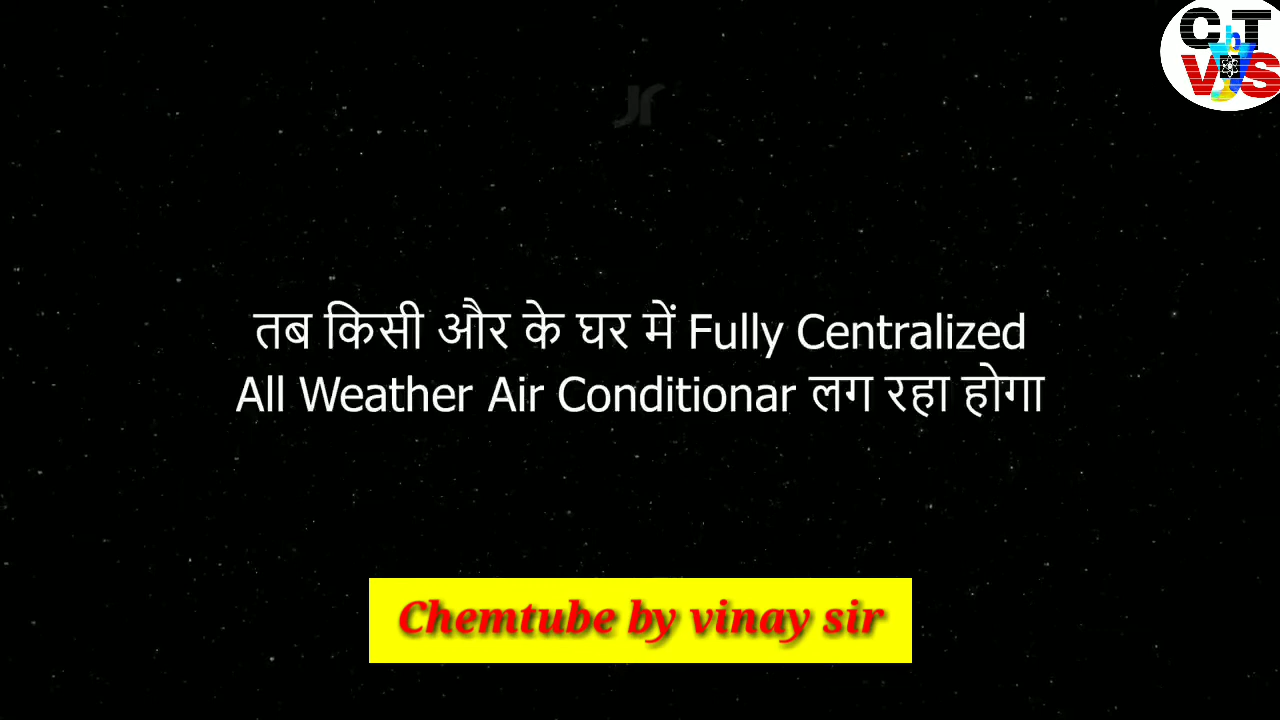 C h T
V S
तब किसी और के घर में Fully Centralized
All Weather Air Conditionar लग रहा होगा
Chemtube by vinay sir